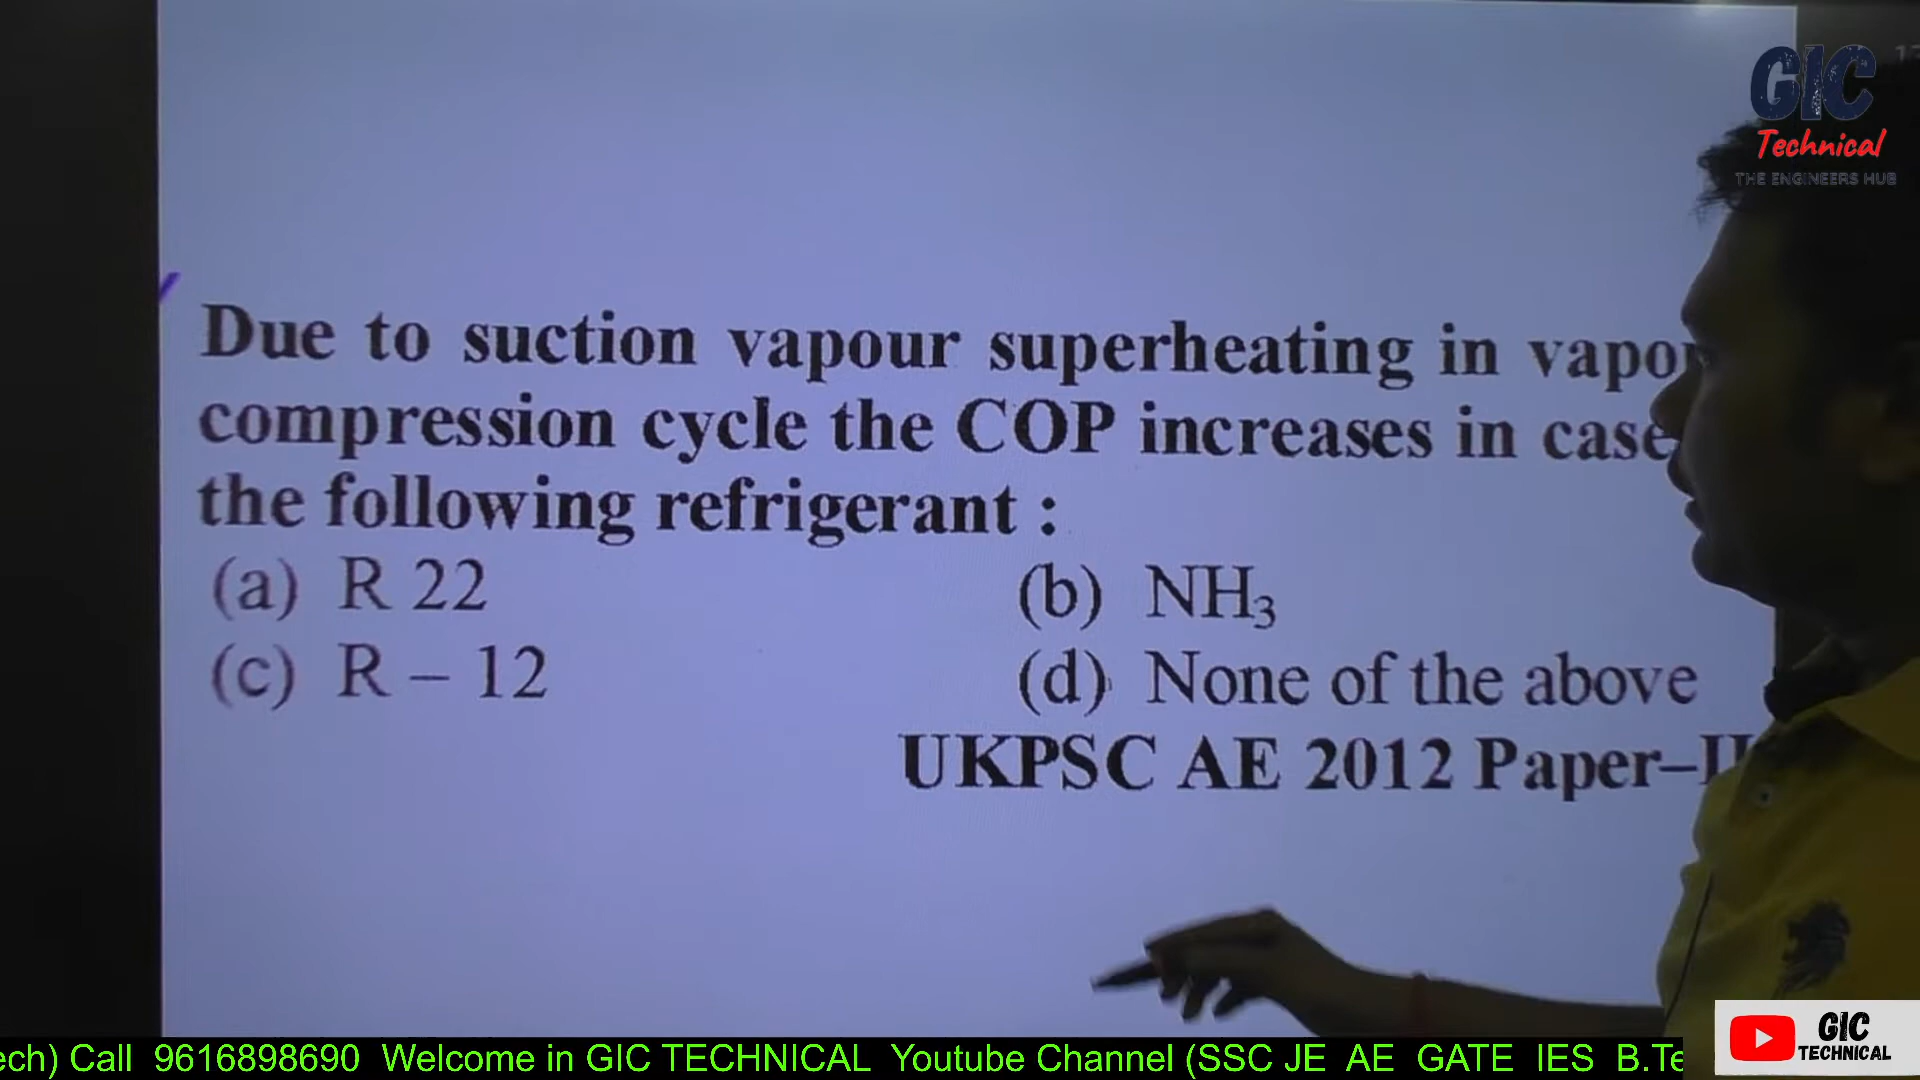 GIC
Technical
THE ENGINEERS HUB
Due to suction vapour superheating in
compression cycle the COP increases in case
the following refrigerant :
(a) R 22 (b) NH₃
(c) R – 12 (d) None of the above
UKPSC AE 2012
ech) Call 9616898690 Welcome in GIC TECHNICAL Youtube Channel (SSC JE AE GATE IES B.Te
GIC
TECHNICAL